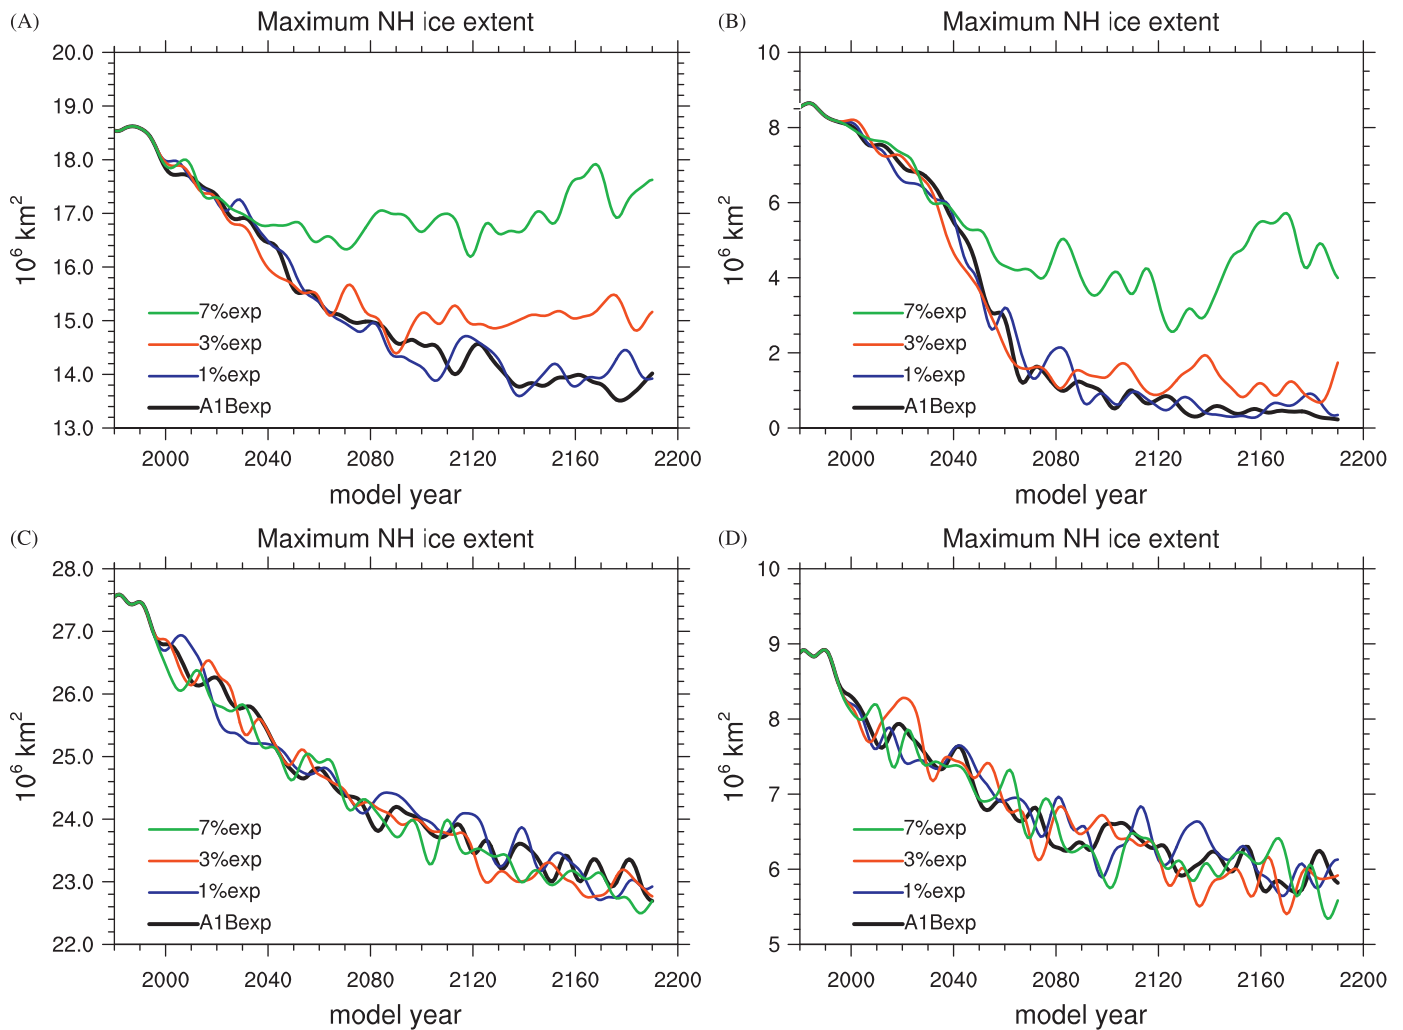 (A)
Maximum NH ice extent
20.0
19.0
18.0
17.0
16.0
15.0
14.0
13.0
10⁶ km²
7%exp
3%exp
1%exp
A1Bexp
2000 2040 2080 2120 2160 2200
model year
(B)
Maximum NH ice extent
10
8
6
4
2
0
10⁶ km²
7%exp
3%exp
1%exp
A1Bexp
2000 2040 2080 2120 2160 2200
model year
(C)
Maximum NH ice extent
28.0
27.0
26.0
25.0
24.0
23.0
22.0
10⁶ km²
7%exp
3%exp
1%exp
A1Bexp
2000 2040 2080 2120 2160 2200
model year
(D)
Maximum NH ice extent
10
9
8
7
6
5
10⁶ km²
7%exp
3%exp
1%exp
A1Bexp
2000 2040 2080 2120 2160 2200
model year